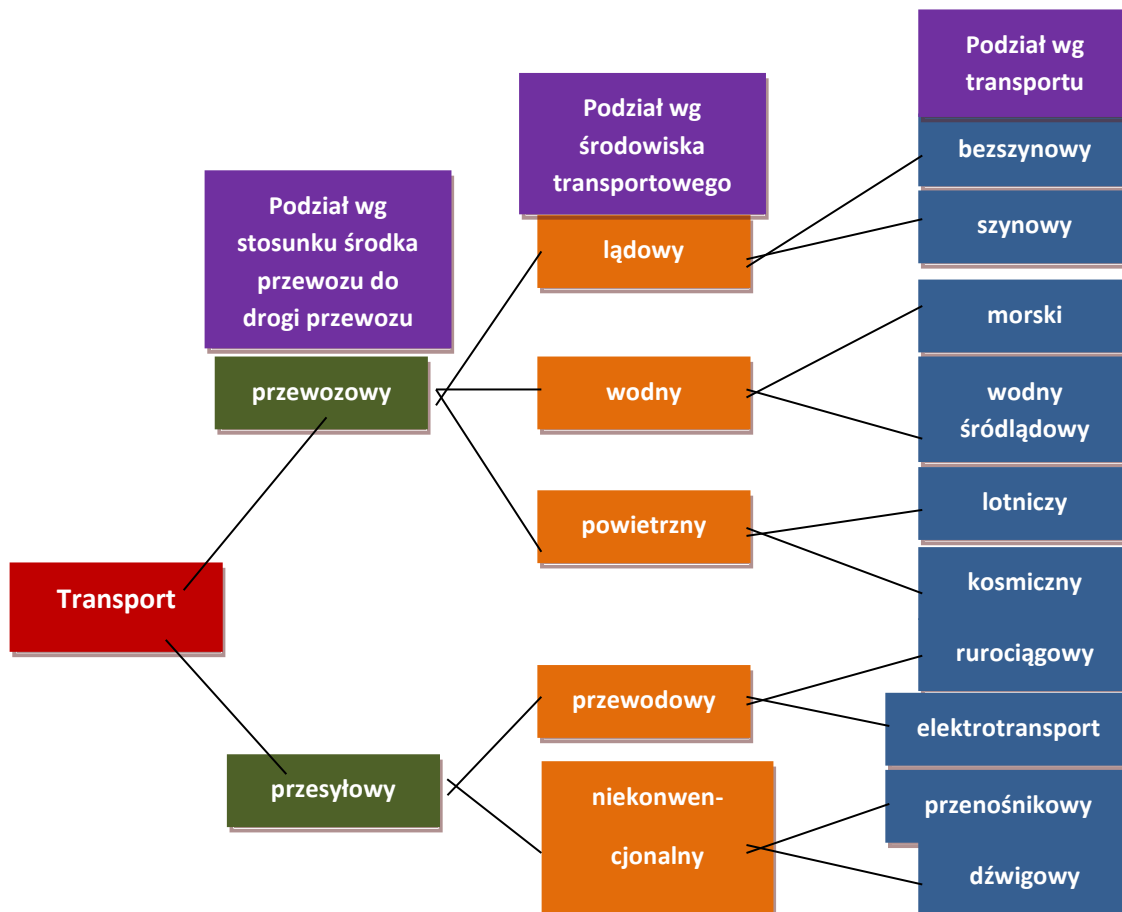 Podział wg
transportu
bezszynowy
szynowy
morski
wodny
śródlądowy
lotniczy
kosmiczny
rurociągowy
elektrotransport
przenośnikowy
dźwigowy
Podział wg
środowiska
transportowego
lądowy
wodny
powietrzny
przewodowy
niekonwen-
cjonalny
Podział wg
stosunku środka
przewozu do
drogi przewozu
przewozowy
przesyłowy
Transport